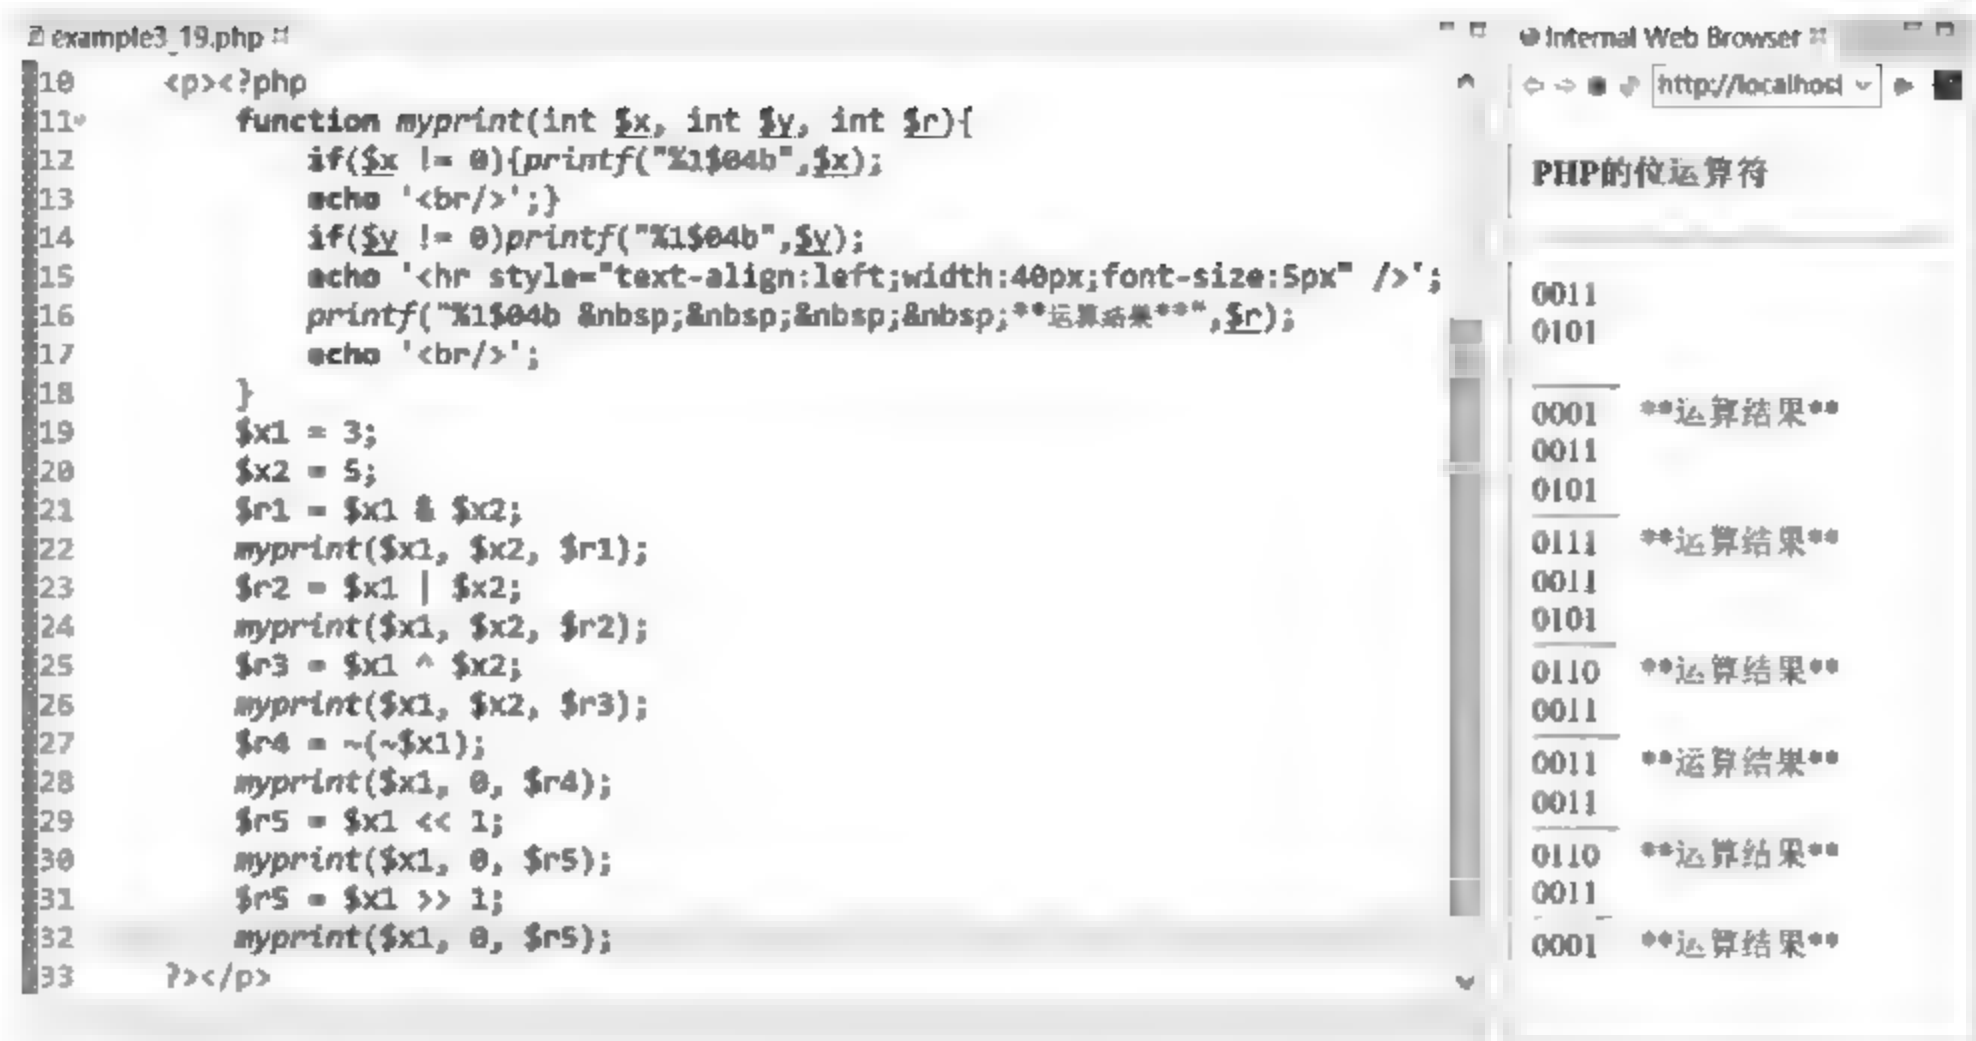 example3_19.php
10 <p><?php
11 function myprint(int $x, int $y, int $r){
12 if($x != 0){printf("%1$04b",$x);
13 echo '<br/>';}
14 if($y != 0)printf("%1$04b",$y);
15 echo '<hr style="text-align:left;width:40px;font-size:5px" />';
16 printf("%1$04b &nbsp;&nbsp;&nbsp;&nbsp;**运算结果**",$r);
17 echo '<br/>';
18 }
19 $x1 = 3;
20 $x2 = 5;
21 $r1 = $x1 & $x2;
22 myprint($x1, $x2, $r1);
23 $r2 = $x1 | $x2;
24 myprint($x1, $x2, $r2);
25 $r3 = $x1 ^ $x2;
26 myprint($x1, $x2, $r3);
27 $r4 = ~(~$x1);
28 myprint($x1, 0, $r4);
29 $r5 = $x1 << 1;
30 myprint($x1, 0, $r5);
31 $r5 = $x1 >> 1;
32 myprint($x1, 0, $r5);
33 ?></p>
Internal Web Browser
http://localhost
PHP的位运算符
0011
0101
0001 **运算结果**
0011
0101
0111 **运算结果**
0011
0101
0110 **运算结果**
0011
0011 **运算结果**
0011
0110 **运算结果**
0011
0001 **运算结果**